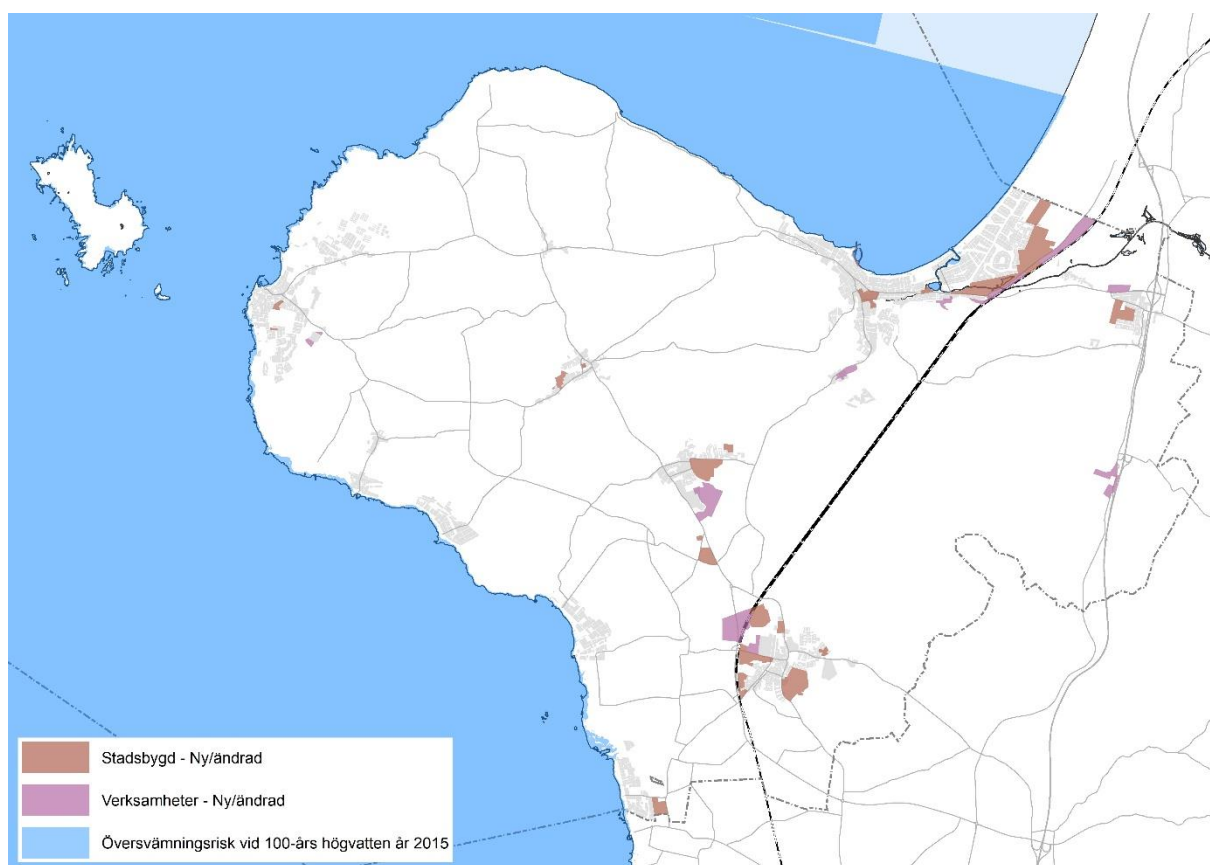 Stadsbygd - Ny/ändrad
Verksamheter - Ny/ändrad
Översvämningsrisk vid 100-års högvatten år 2015